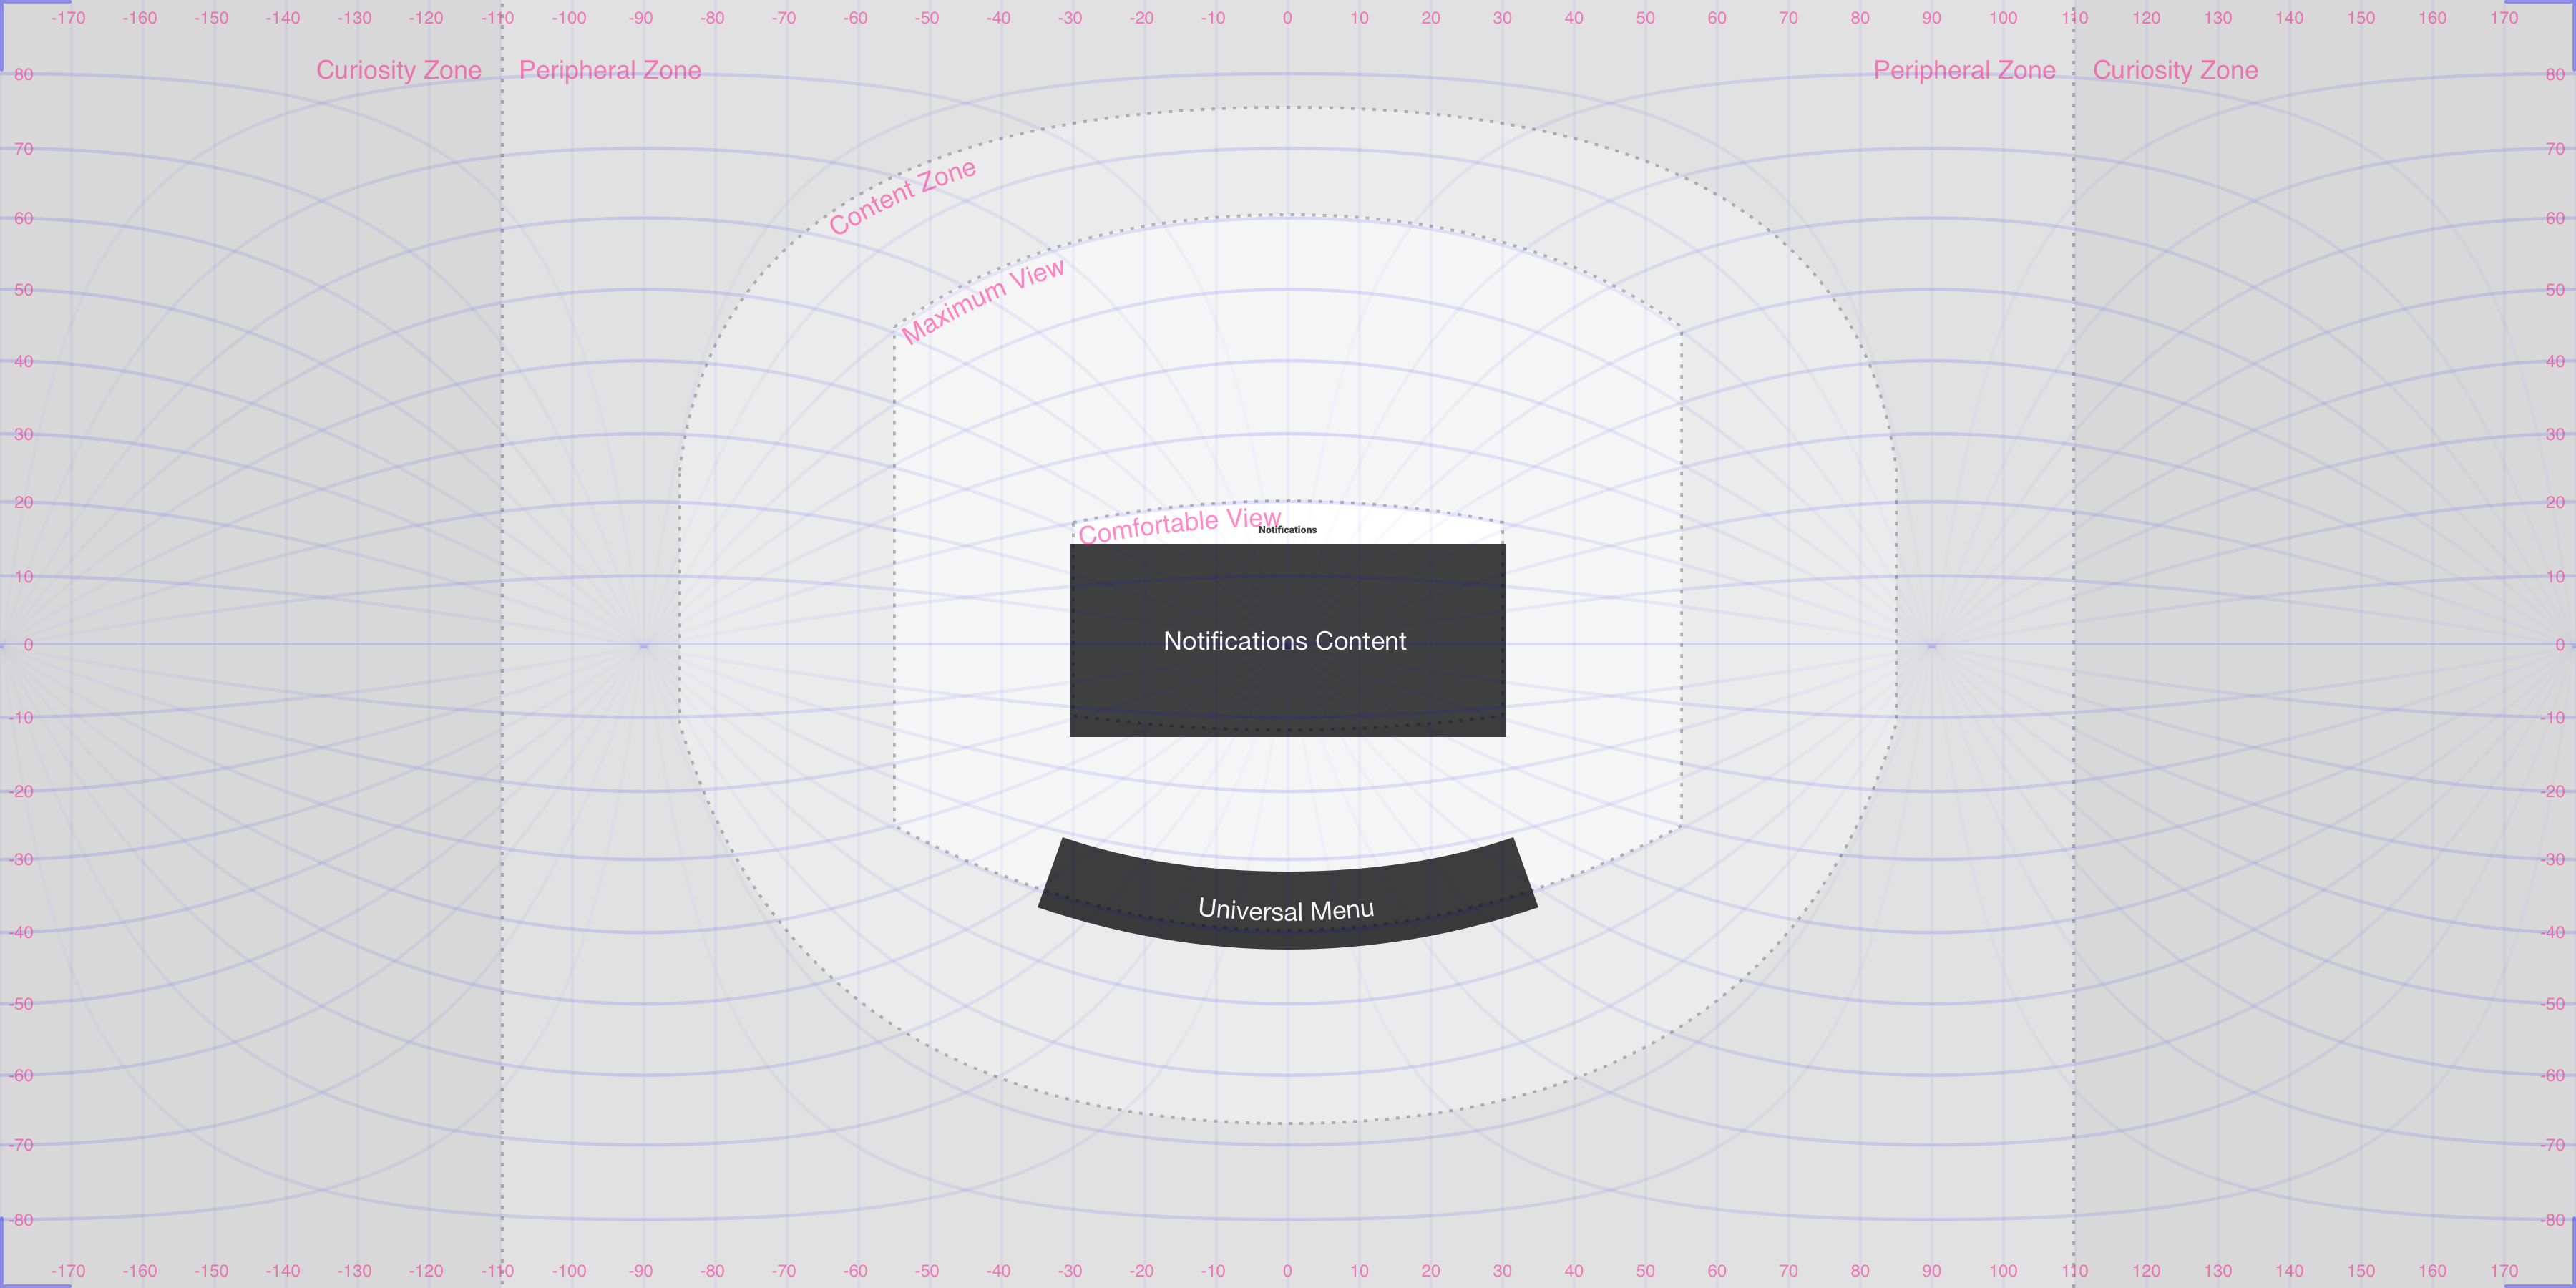 -170 -160 -150 -140 -130 -120 -110 -100 -90 -80 -70 -60 -50 -40 -30 -20 -10 0 10 20 30 40 50 60 70 80 90 100 110 120 130 140 150 160 170
Curiosity Zone Peripheral Zone Peripheral Zone Curiosity Zone
80 80
70 70
Content Zone
60 60
Maximum View
50 50
40 40
30 30
20 20
Comfortable View
Notifications
10 10
Notifications Content
0 0
-10 -10
-20 -20
-30 -30
Universal Menu
-40 -40
-50 -50
-60 -60
-70 -70
-80 -80
-170 -160 -150 -140 -130 -120 -110 -100 -90 -80 -70 -60 -50 -40 -30 -20 -10 0 10 20 30 40 50 60 70 80 90 100 110 120 130 140 150 160 170